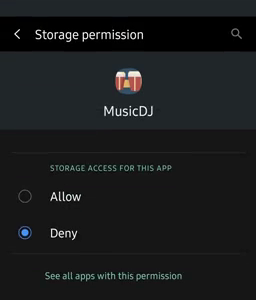 Storage permission
MusicDJ
STORAGE ACCESS FOR THIS APP
Allow
Deny
See all apps with this permission